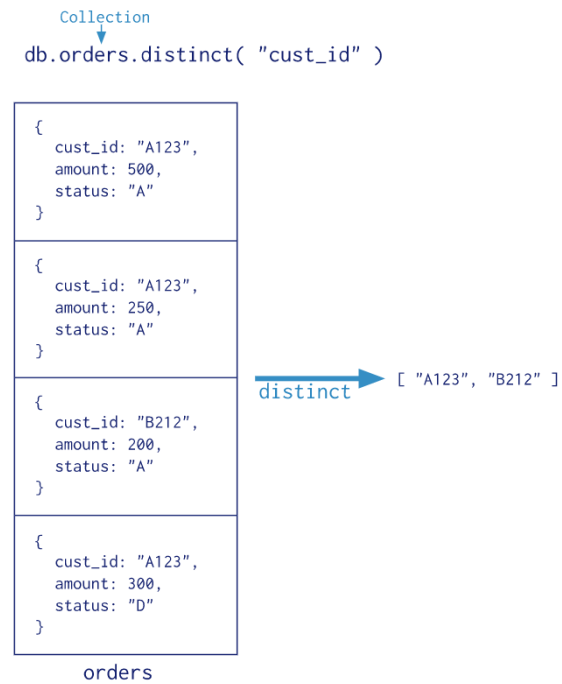 Collection
db.orders.distinct( "cust_id" )
{
cust_id: "A123",
amount: 500,
status: "A"
}
{
cust_id: "A123",
amount: 250,
status: "A"
}
{
cust_id: "B212",
amount: 200,
status: "A"
}
{
cust_id: "A123",
amount: 300,
status: "D"
}
distinct
[ "A123", "B212" ]
orders